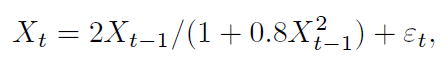 X_t = 2X_{t−1}/(1 + 0.8X_{t−1}^2) + ε_t,